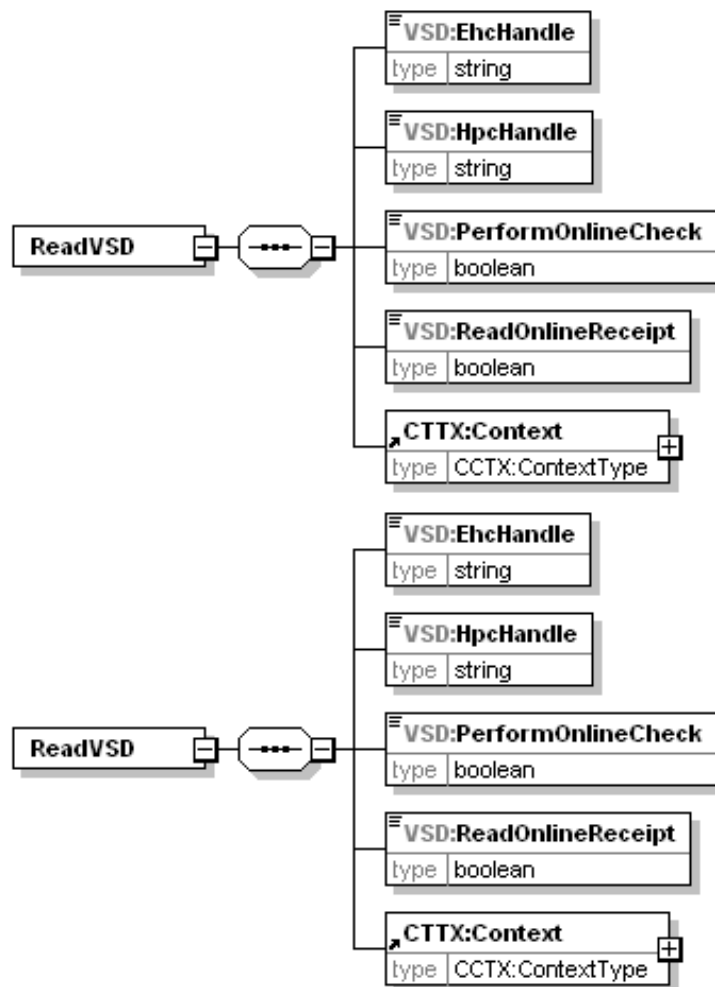 VSD:EhcHandle
type string
VSD:HpcHandle
type string
VSD:PerformOnlineCheck
type boolean
ReadVSD
VSD:ReadOnlineReceipt
type boolean
CTTX:Context
type CCTX:ContextType
VSD:EhcHandle
type string
VSD:HpcHandle
type string
VSD:PerformOnlineCheck
type boolean
ReadVSD
VSD:ReadOnlineReceipt
type boolean
CTTX:Context
type CCTX:ContextType